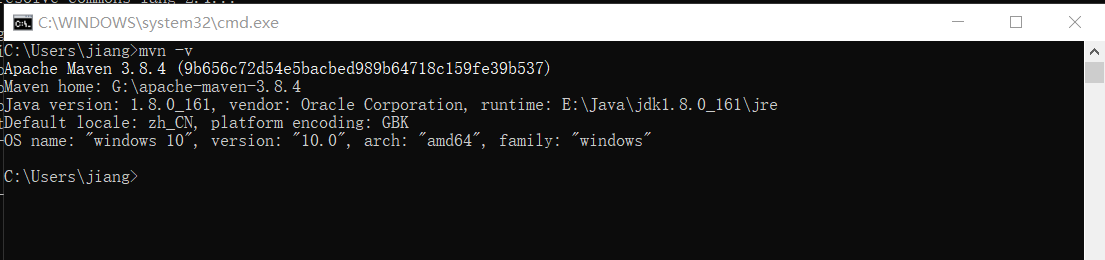 C:\WINDOWS\system32\cmd.exe
C:\Users\jiang>mvn -v
Apache Maven 3.8.4 (9b656c72d54e5bacbed989b64718c159fe39b537)
Maven home: G:\apache-maven-3.8.4
Java version: 1.8.0_161, vendor: Oracle Corporation, runtime: E:\Java\jdk1.8.0_161\jre
Default locale: zh_CN, platform encoding: GBK
OS name: "windows 10", version: "10.0", arch: "amd64", family: "windows"
C:\Users\jiang>